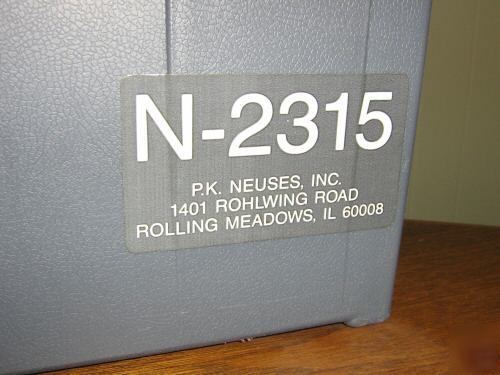 N-2315
P.K. NEUSES, INC.
1401 ROHLWING ROAD
ROLLING MEADOWS, IL 60008